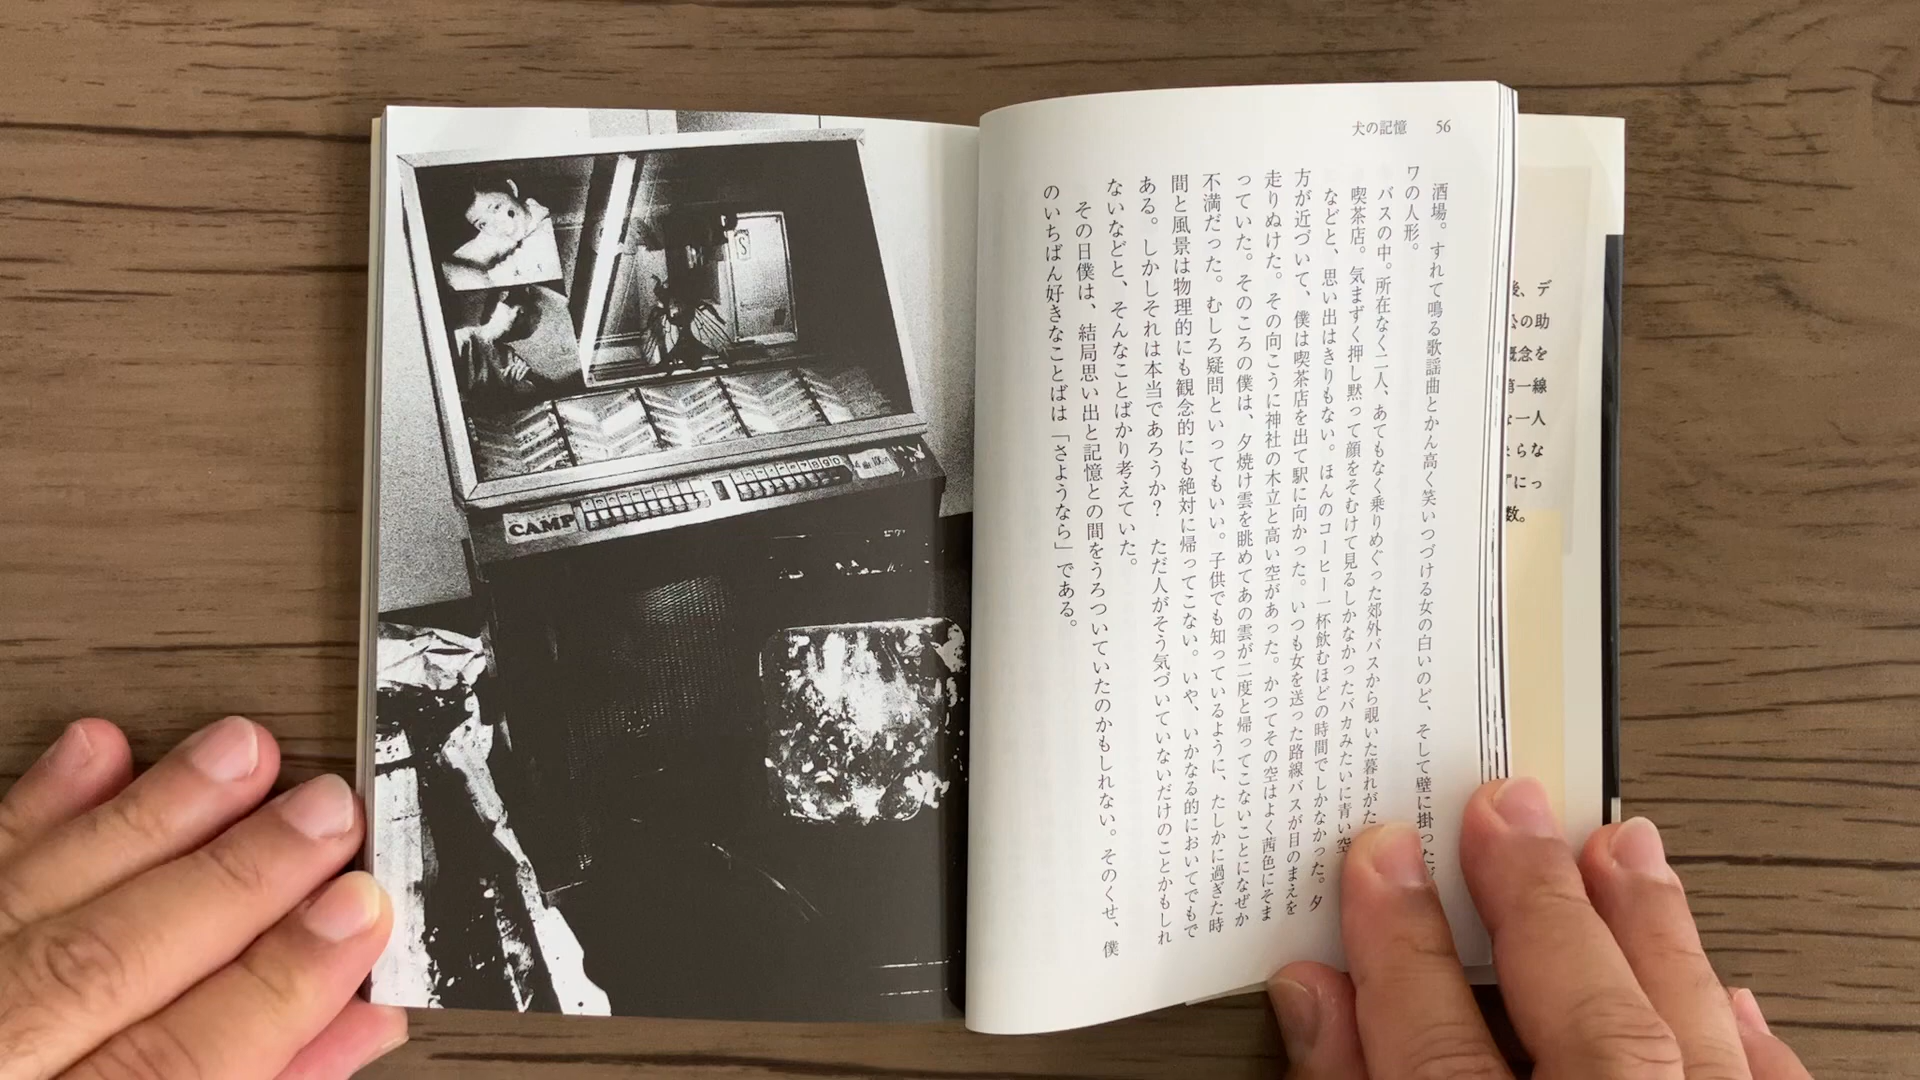 CAMP
犬の記憶 56
酒場。すれて鳴る歌謡曲とかん高く笑いつづける女の白いのど、そして壁に掛った
ワの人形。
バスの中。所在なく二人、あてもなく乗りめぐった郊外バスから覗いた暮れがた
喫茶店。気まずく押し黙って顔をそむけて見るしかなかったバカみたいに青い空
などと、思い出はきりもない。ほんのコーヒー一杯飲むほどの時間でしかなかった。夕
方が近づいて、僕は喫茶店を出て駅に向かった。いつも女を送った路線バスが目のまえを
走りぬけた。その向こうに神社の木立と高い空があった。かつてその空はよく茜色にそま
っていた。そのころの僕は、夕焼け雲を眺めてあの雲が二度と帰ってこないことになぜか
不満だった。むしろ疑問といってもいい。子供でも知っているように、たしかに過ぎた時
間と風景は物理的にも観念的にも絶対に帰ってこない。いや、いかなる的においてでもで
ある。しかしそれは本当であろうか？　ただ人がそう気づいていないだけのことかもしれ
ないなどと、そんなことばかり考えていた。
その日僕は、結局思い出と記憶との間をうろついていたのかもしれない。そのくせ、僕
のいちばん好きなことばは「さようなら」である。
、デ
の助
念を
一線
一人
らな
にっ
数。